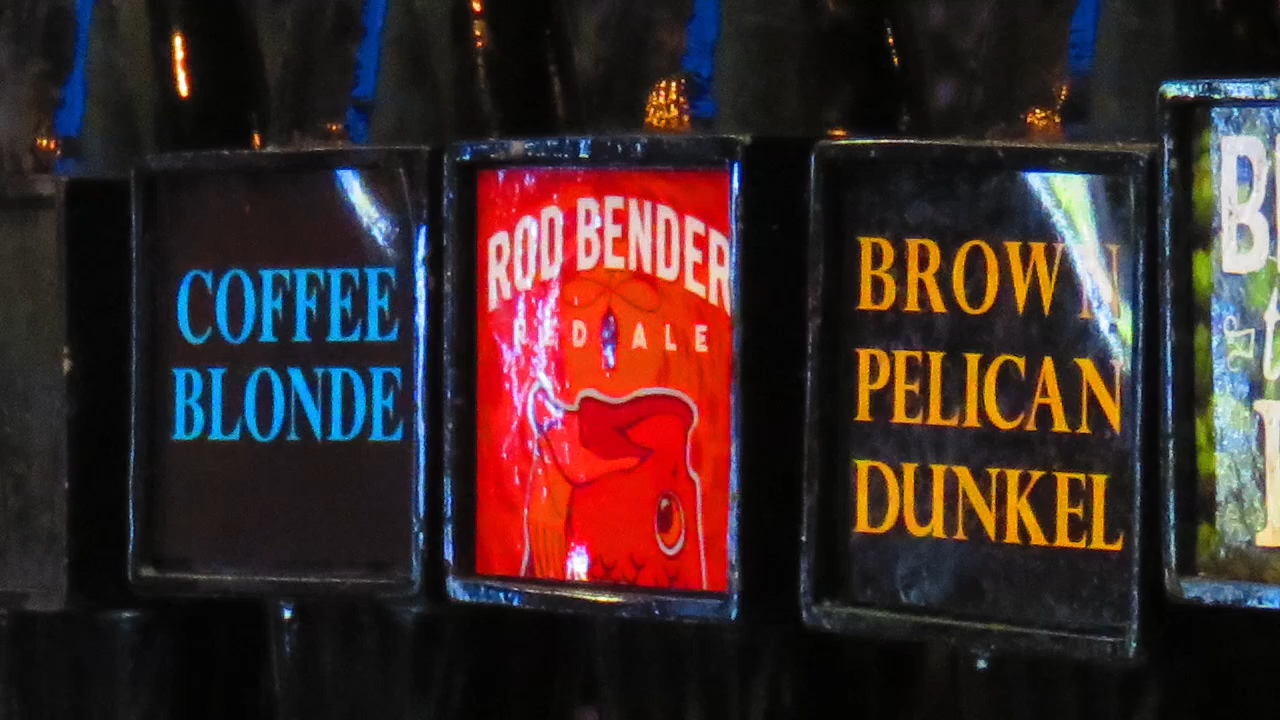 COFFEE
BLONDE
ROD BENDER
RED ALE
BROWN
PELICAN
DUNKEL